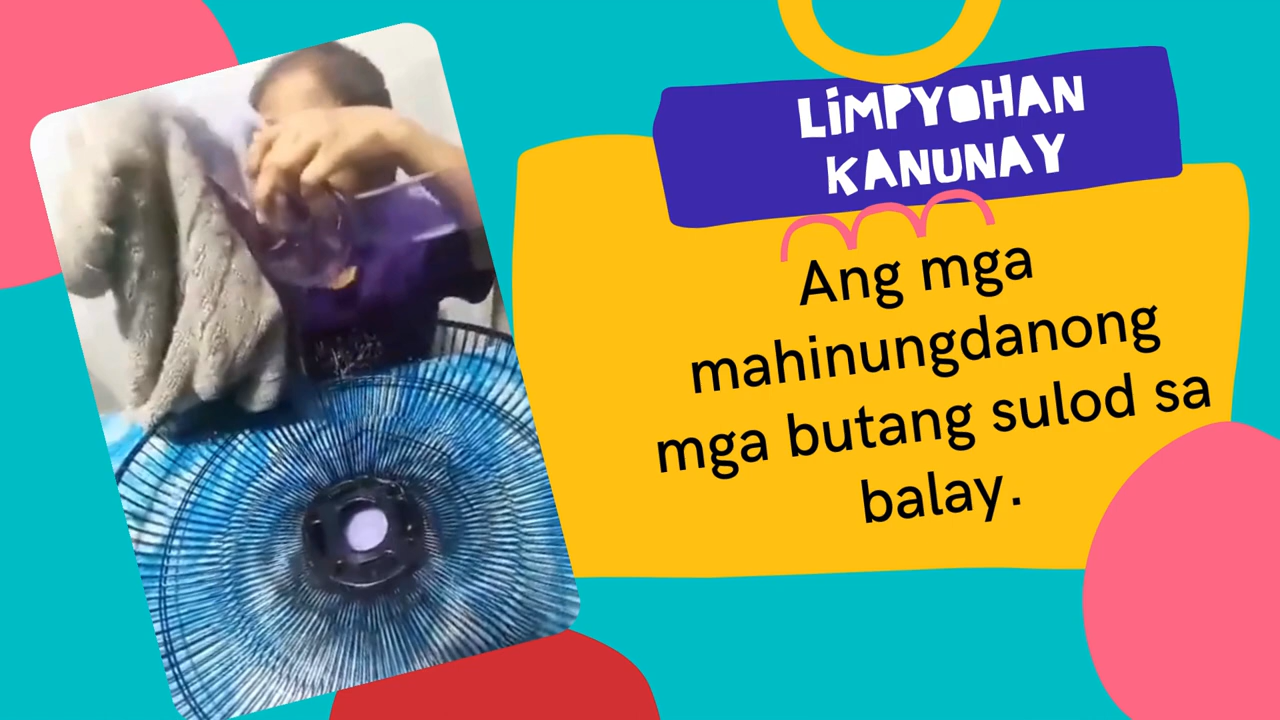 LiMPYOHAN
KANUNAY
Ang mga
mahinungdanong
mga butang sulod sa
balay.